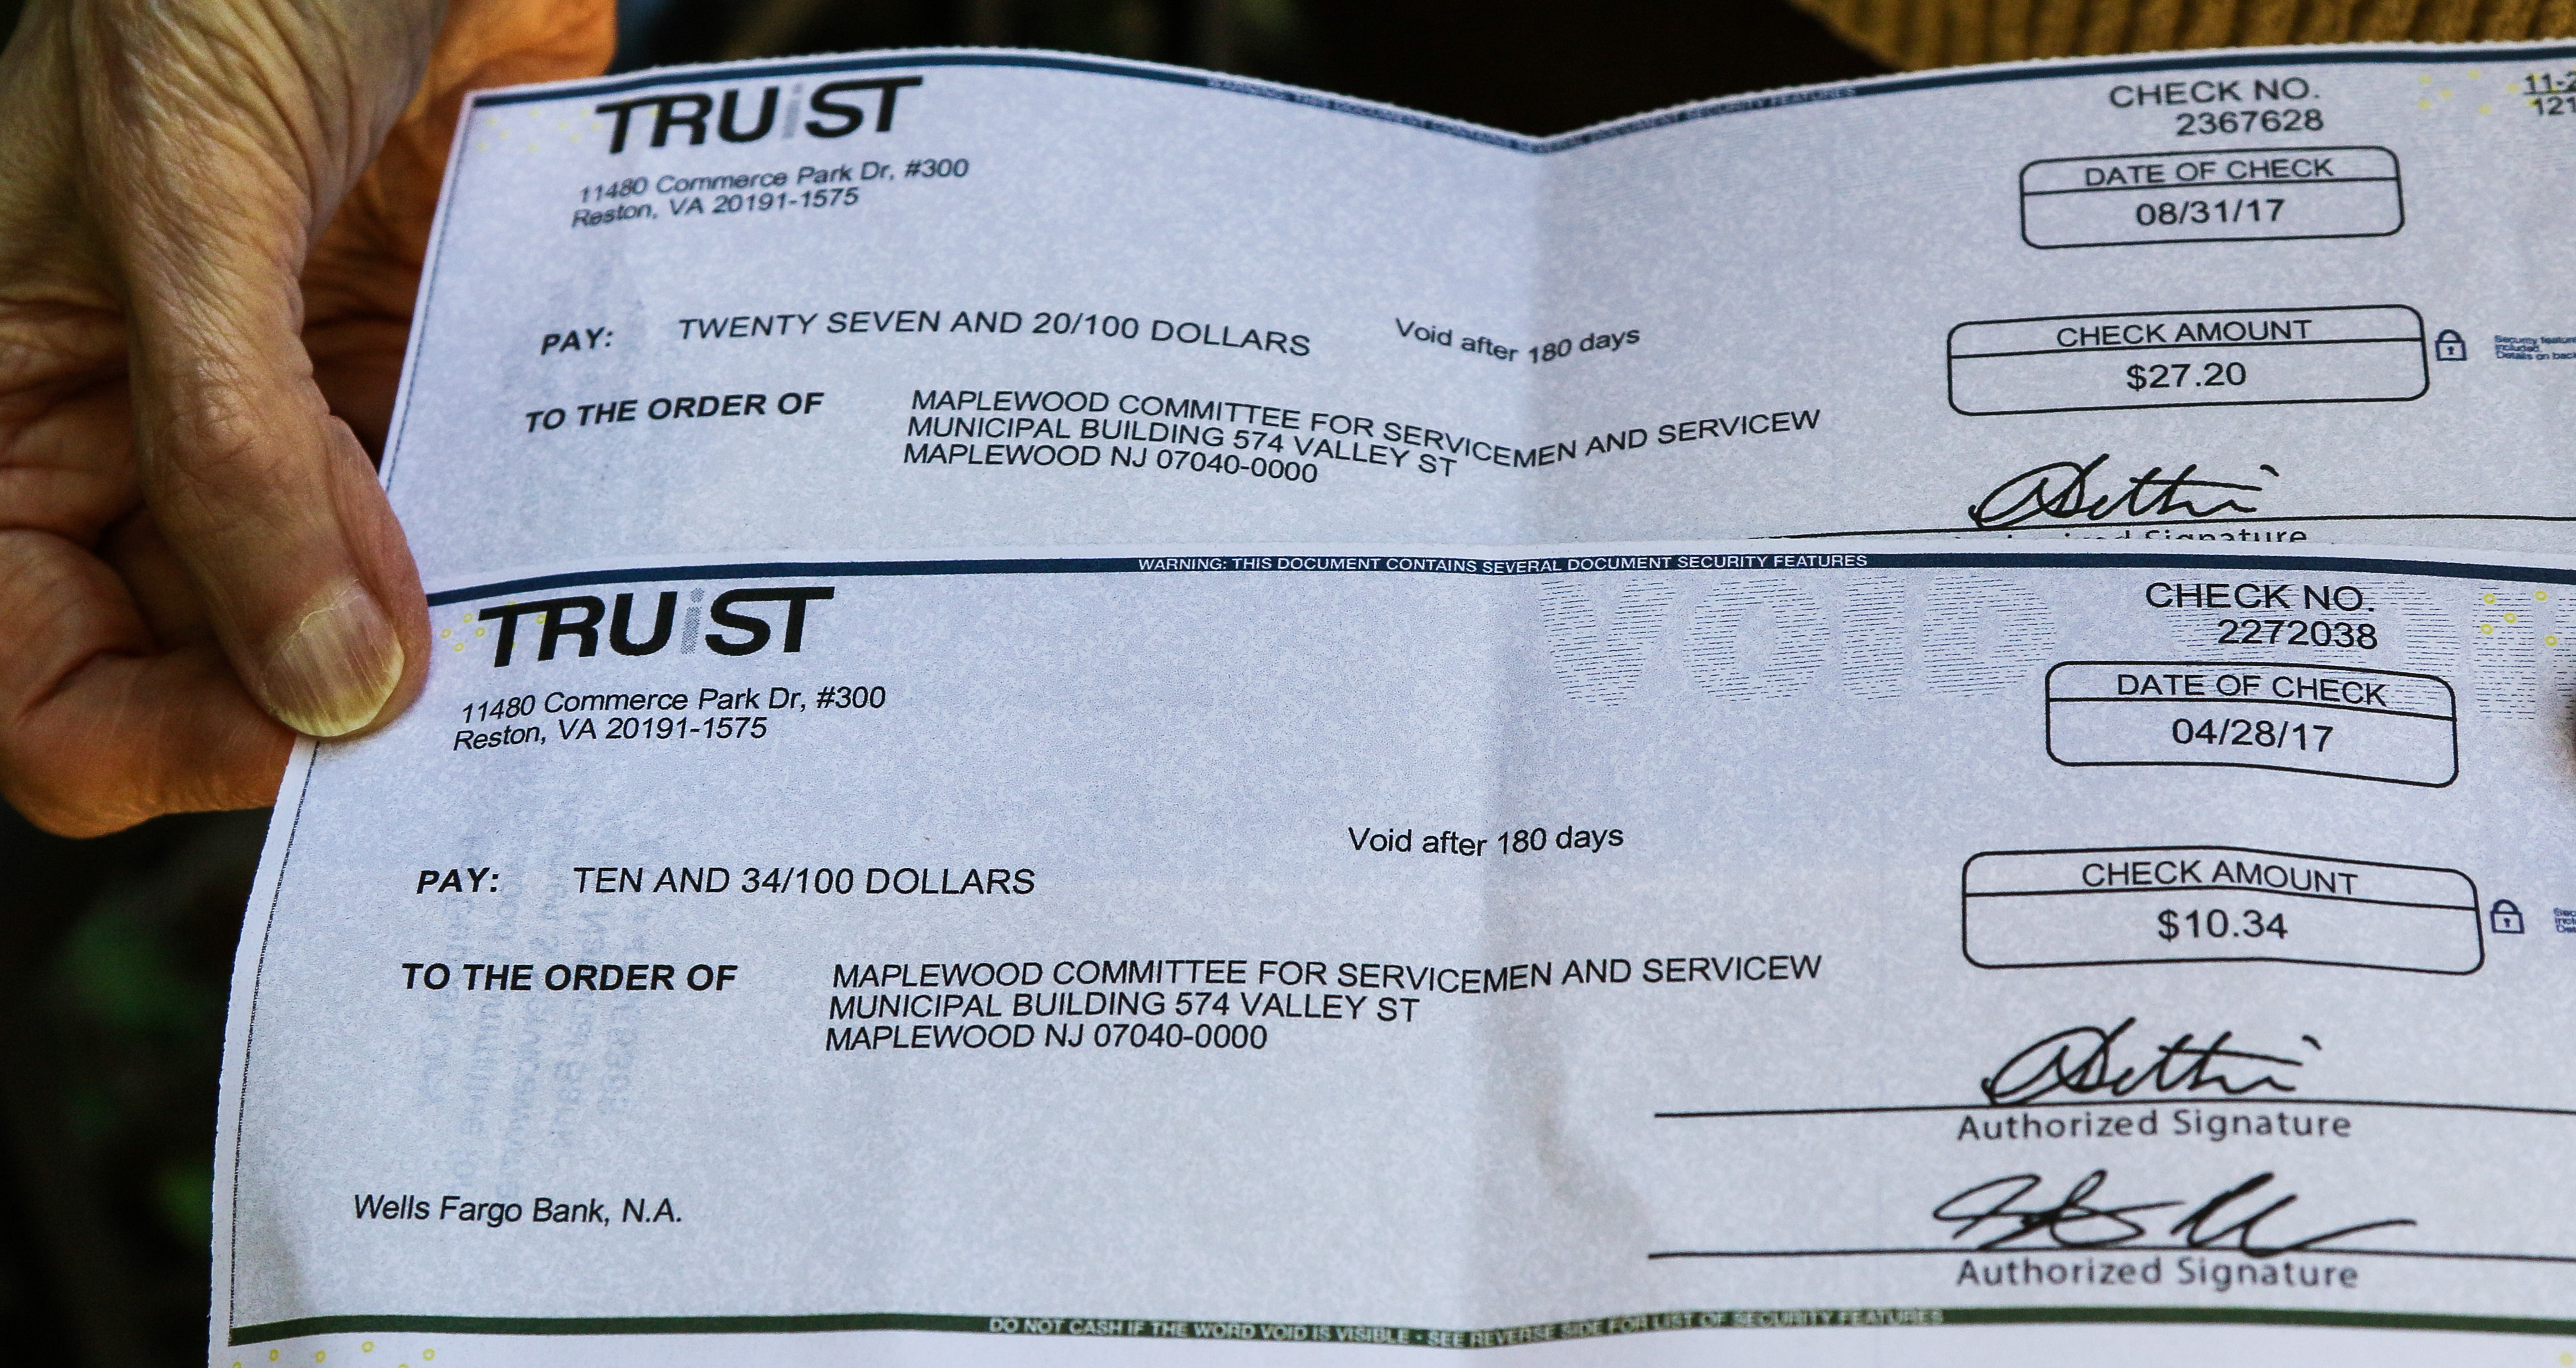 TRUiST
11480 Commerce Park Dr, #300
Reston, VA 20191-1575
CHECK NO.
2367628
DATE OF CHECK
08/31/17
PAY: TWENTY SEVEN AND 20/100 DOLLARS
Void after 180 days
CHECK AMOUNT
$27.20
Security feature
included.
Details on back
TO THE ORDER OF
MAPLEWOOD COMMITTEE FOR SERVICEMEN AND SERVICEW
MUNICIPAL BUILDING 574 VALLEY ST
MAPLEWOOD NJ 07040-0000
WARNING: THIS DOCUMENT CONTAINS SEVERAL DOCUMENT SECURITY FEATURES
TRUiST
11480 Commerce Park Dr, #300
Reston, VA 20191-1575
VOID
CHECK NO.
2272038
DATE OF CHECK
04/28/17
Void after 180 days
PAY: TEN AND 34/100 DOLLARS
CHECK AMOUNT
$10.34
TO THE ORDER OF
MAPLEWOOD COMMITTEE FOR SERVICEMEN AND SERVICEW
MUNICIPAL BUILDING 574 VALLEY ST
MAPLEWOOD NJ 07040-0000
Authorized Signature
Wells Fargo Bank, N.A.
Authorized Signature
DO NOT CASH IF THE WORD VOID IS VISIBLE - SEE REVERSE SIDE FOR LIST OF SECURITY FEATURES